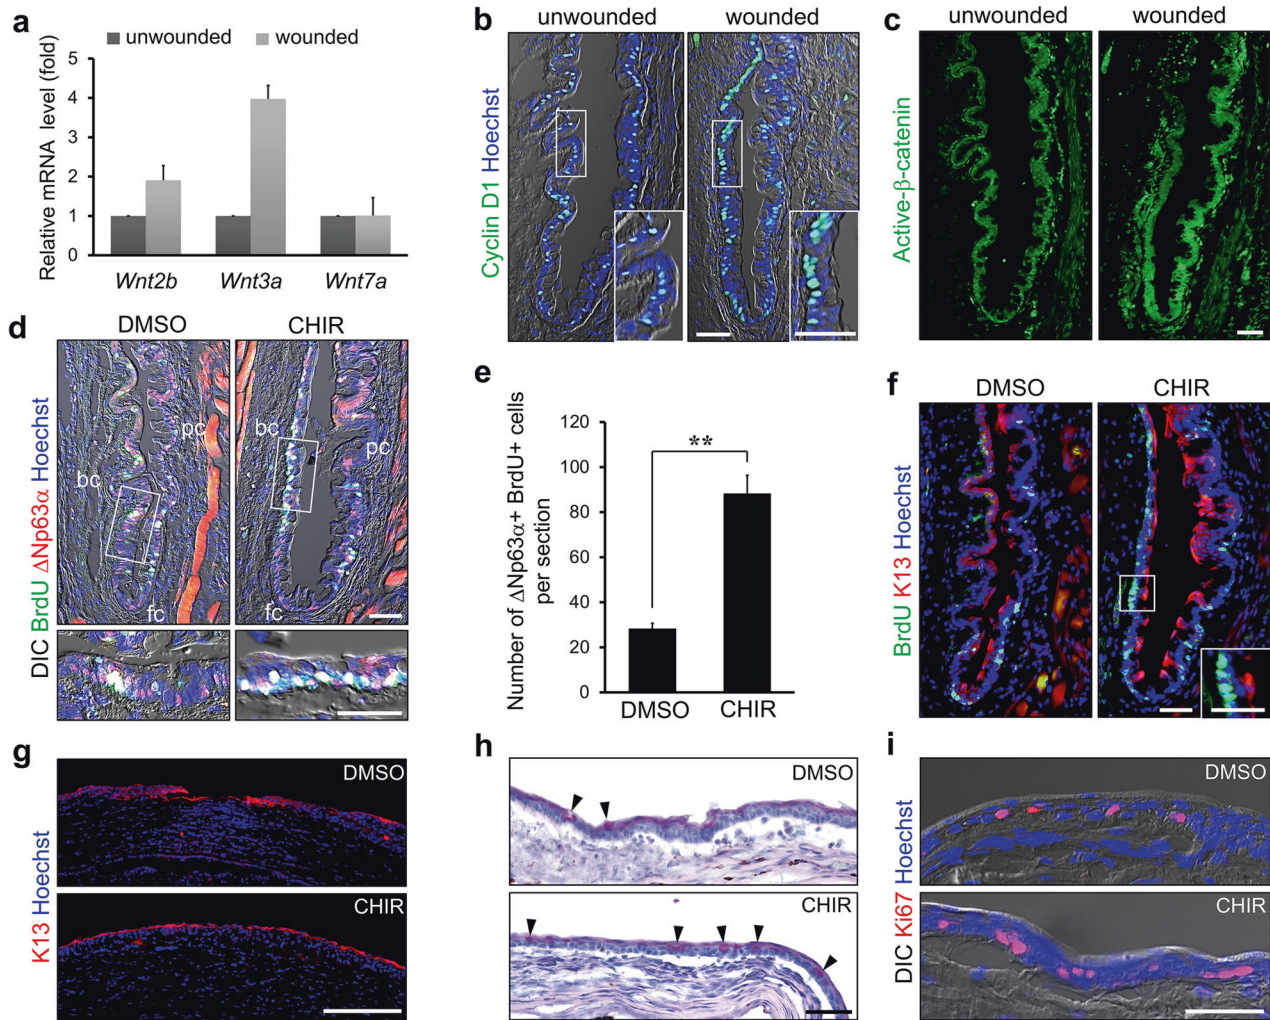 a
unwounded wounded
Relative mRNA level (fold)
5
4
3
2
1
0
Wnt2b Wnt3a Wnt7a
b
unwounded wounded
Cyclin D1 Hoechst
c
unwounded wounded
Active-β-catenin
d
DMSO CHIR
DIC BrdU ΔNp63α Hoechst
pc
bc
fc
bc
pc
fc
e
Number of ΔNp63α+ BrdU+ cells
per section
120
100
80
60
40
20
0
**
DMSO CHIR
f
DMSO CHIR
BrdU K13 Hoechst
g
K13 Hoechst
DMSO
CHIR
h
DMSO
CHIR
i
DIC Ki67 Hoechst
DMSO
CHIR